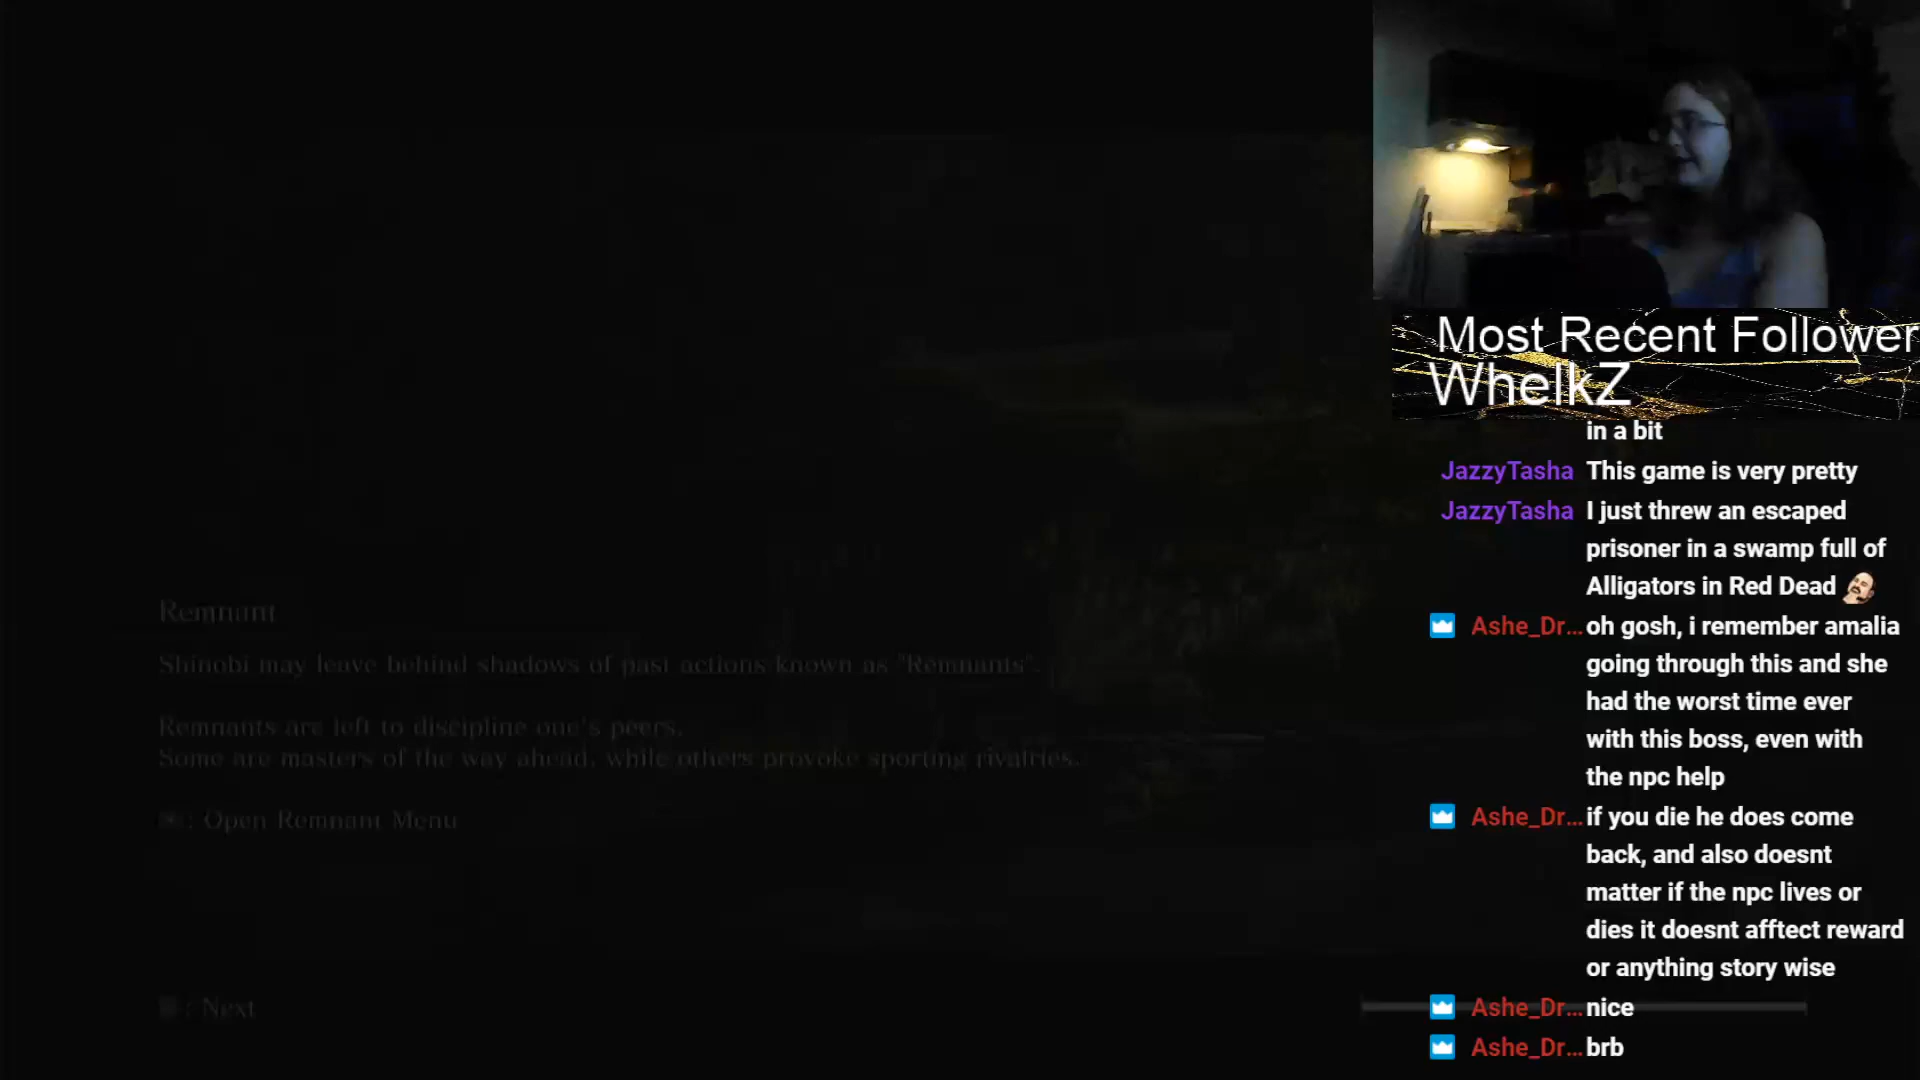 Remnant
Shinobi may leave behind shadows of past actions known as "Remnants".
Remnants are left to discipline one's peers.
Some are masters of the way ahead, while others provoke sporting rivalries.
: Open Remnant Menu
: Next
Most Recent Follower
WhelkZ
in a bit
JazzyTasha This game is very pretty
JazzyTasha I just threw an escaped
prisoner in a swamp full of
Alligators in Red Dead
Ashe_Dr... oh gosh, i remember amalia
going through this and she
had the worst time ever
with this boss, even with
the npc help
Ashe_Dr... if you die he does come
back, and also doesnt
matter if the npc lives or
dies it doesnt afftect reward
or anything story wise
Ashe_Dr... nice
Ashe_Dr... brb